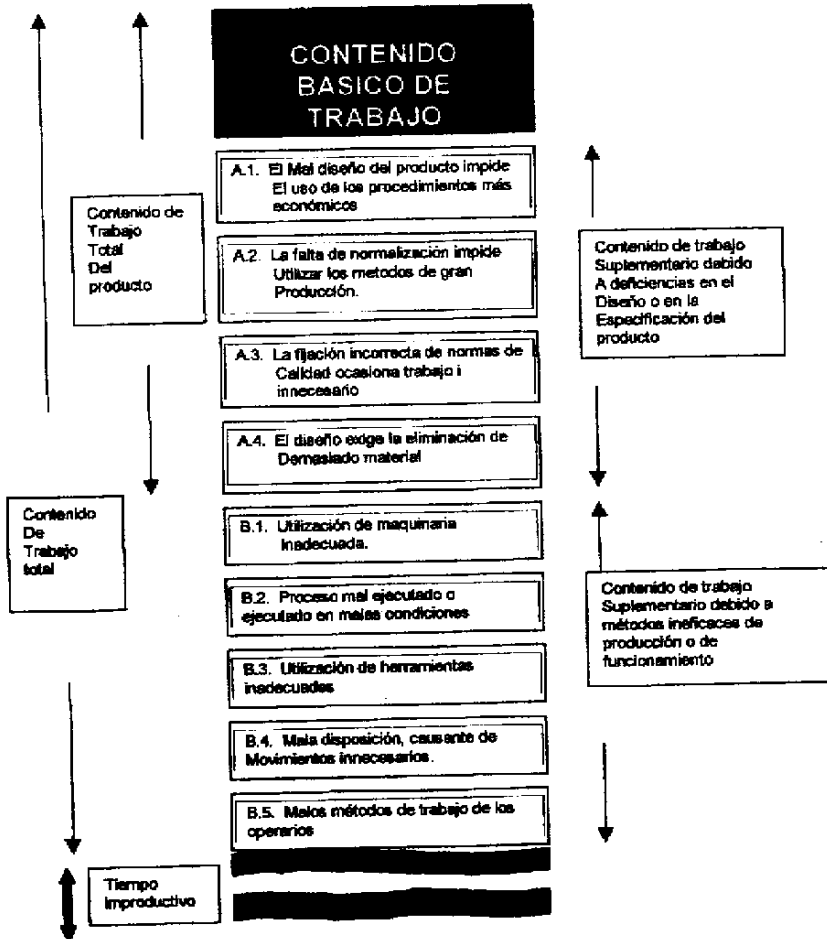 CONTENIDO
BASICO DE
TRABAJO
A.1. El Mal diseño del producto impide
El uso de los procedimientos más
económicos
Contenido de
Trabajo
Total
Del
producto
A.2. La falta de normalización impide
Utilizar los metodos de gran
Producción.
Contenido de trabajo
Suplementario debido
A deficiencias en el
Diseño o en la
Especificación del
producto
A.3. La fijación incorrecta de normas de
Calidad ocasiona trabajo i
innecesario
A.4. El diseño exige la eliminación de
Demasiado material
Contenido
De
Trabajo
total
B.1. Utilización de maquinaria
Inadecuada.
B.2. Proceso mal ejecutado o
ejecutado en malas condiciones
Contenido de trabajo
Suplementario debido a
métodos ineficaces de
producción o de
funcionamiento
B.3. Utilización de herramientas
inadecuadas
B.4. Mala disposición, causante de
Movimientos innecesarios.
B.5. Malos métodos de trabajo de los
operarios
Tiempo
Improductivo